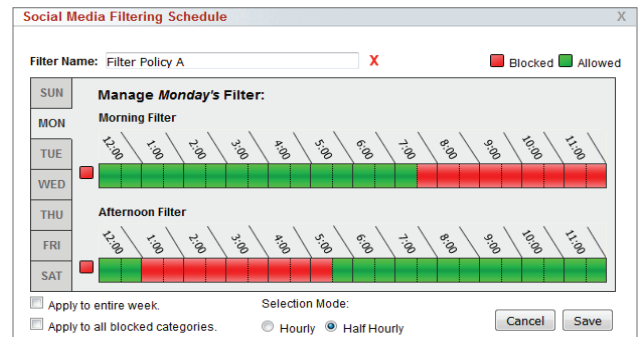 Social Media Filtering Schedule X
Filter Name: Filter Policy A X Blocked Allowed
SUN
MON
TUE
WED
THU
FRI
SAT
Manage Monday's Filter:
Morning Filter
12:00 1:00 2:00 3:00 4:00 5:00 6:00 7:00 8:00 9:00 10:00 11:00
Afternoon Filter
12:00 1:00 2:00 3:00 4:00 5:00 6:00 7:00 8:00 9:00 10:00 11:00
Apply to entire week.
Apply to all blocked categories.
Selection Mode:
Hourly Half Hourly
Cancel Save